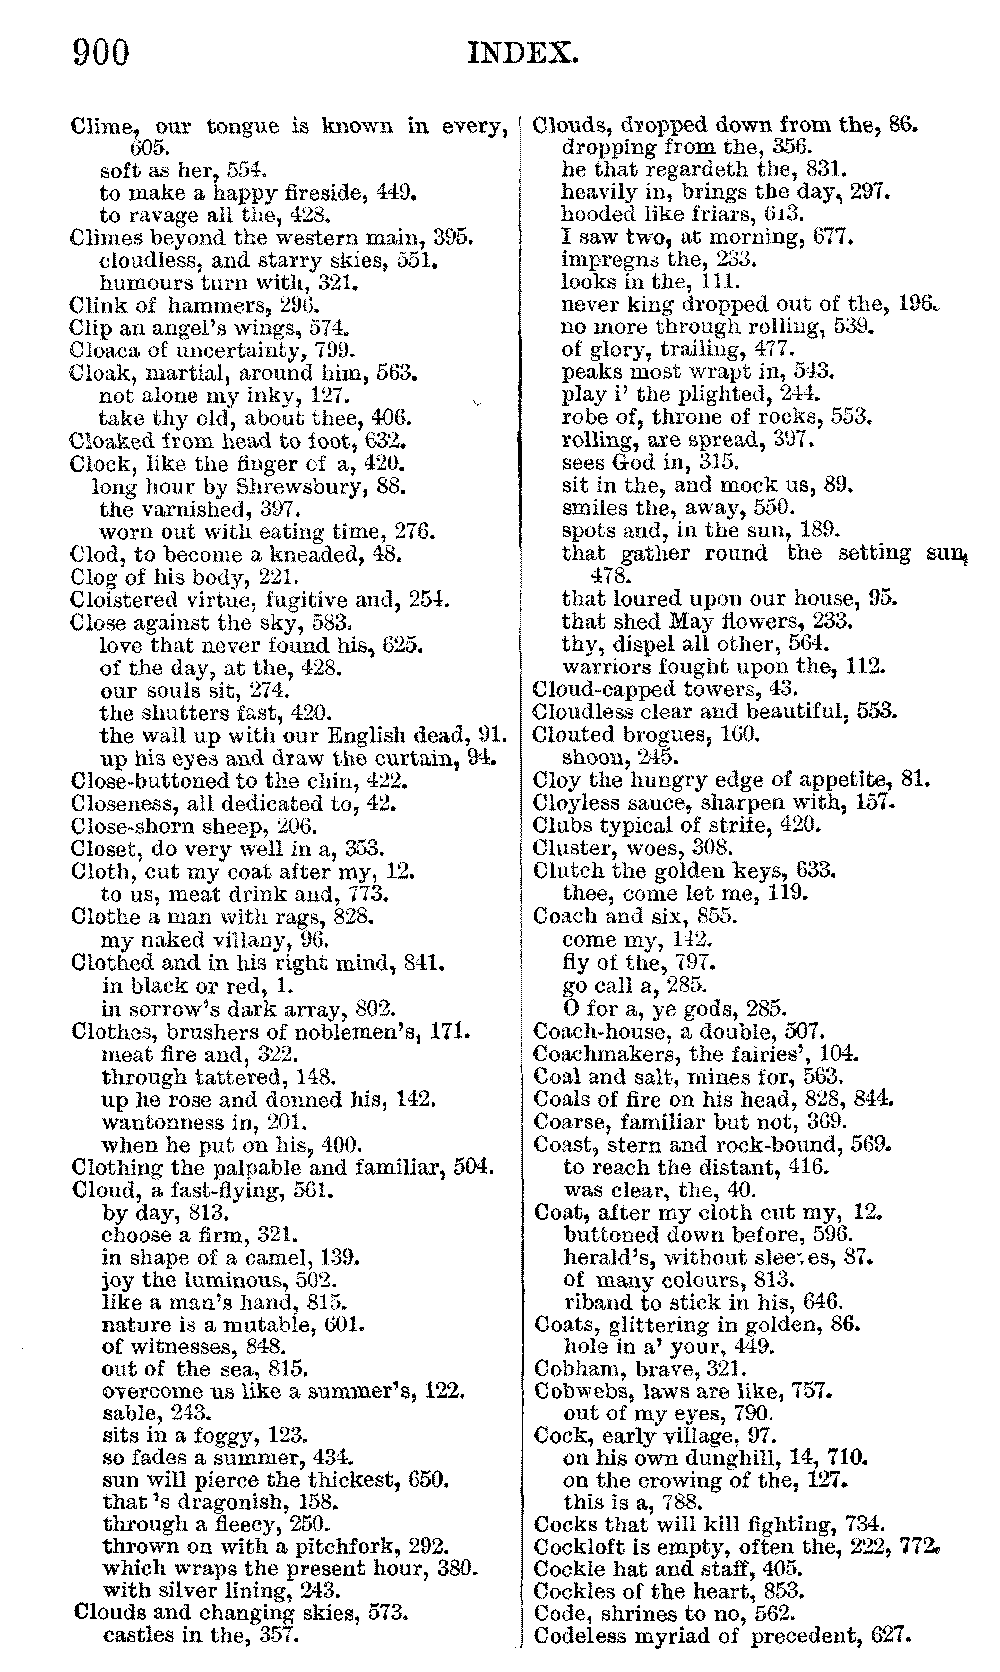 900
INDEX.
Clime, our tongue is known in every,
605.
soft as her, 554.
to make a happy fireside, 449.
to ravage all the, 428.
Climes beyond the western main, 395.
cloudless, and starry skies, 551.
humours turn with, 321.
Clink of hammers, 296.
Clip an angel's wings, 574.
Cloaca of uncertainty, 799.
Cloak, martial, around him, 563.
not alone my inky, 127.
take thy old, about thee, 406.
Cloaked from head to foot, 632.
Clock, like the finger of a, 420.
long hour by Shrewsbury, 88.
the varnished, 397.
worn out with eating time, 276.
Clod, to become a kneaded, 48.
Clog of his body, 221.
Cloistered virtue, fugitive and, 254.
Close against the sky, 583.
love that never found his, 625.
of the day, at the, 428.
our souls sit, 274.
the shutters fast, 420.
the wall up with our English dead, 91.
up his eyes and draw the curtain, 94.
Close-buttoned to the chin, 422.
Closeness, all dedicated to, 42.
Close-shorn sheep, 206.
Closet, do very well in a, 353.
Cloth, cut my coat after my, 12.
to us, meat drink and, 773.
Clothe a man with rags, 828.
my naked villany, 96.
Clothed and in his right mind, 841.
in black or red, 1.
in sorrow's dark array, 802.
Clothes, brushers of noblemen's, 171.
meat fire and, 322.
through tattered, 148.
up he rose and donned his, 142.
wantonness in, 201.
when he put on his, 400.
Clothing the palpable and familiar, 504.
Cloud, a fast-flying, 561.
by day, 813.
choose a firm, 321.
in shape of a camel, 139.
joy the luminous, 502.
like a man's hand, 815.
nature is a mutable, 601.
of witnesses, 848.
out of the sea, 815.
overcome us like a summer's, 122.
sable, 243.
sits in a foggy, 123.
so fades a summer, 434.
sun will pierce the thickest, 650.
that's dragonish, 158.
through a fleecy, 250.
thrown on with a pitchfork, 292.
which wraps the present hour, 380.
with silver lining, 243.
Clouds and changing skies, 573.
castles in the, 357.
Clouds, dropped down from the, 86.
dropping from the, 356.
he that regardeth the, 831.
heavily in, brings the day, 297.
hooded like friars, 613.
I saw two, at morning, 677.
impregns the, 233.
looks in the, 111.
never king dropped out of the, 196.
no more through rolling, 539.
of glory, trailing, 477.
peaks most wrapt in, 543.
play i' the plighted, 244.
robe of, throne of rocks, 553.
rolling, are spread, 397.
sees God in, 315.
sit in the, and mock us, 89.
smiles the, away, 550.
spots and, in the sun, 189.
that gather round the setting sun,
478.
that loured upon our house, 95.
that shed May flowers, 233.
thy, dispel all other, 564.
warriors fought upon the, 112.
Cloud-capped towers, 43.
Cloudless clear and beautiful, 553.
Clouted brogues, 160.
shoon, 245.
Cloy the hungry edge of appetite, 81.
Cloyless sauce, sharpen with, 157.
Clubs typical of strife, 420.
Cluster, woes, 308.
Clutch the golden keys, 633.
thee, come let me, 119.
Coach and six, 855.
come my, 142.
fly of the, 797.
go call a, 285.
O for a, ye gods, 285.
Coach-house, a double, 507.
Coachmakers, the fairies', 104.
Coal and salt, mines for, 563.
Coals of fire on his head, 828, 844.
Coarse, familiar but not, 369.
Coast, stern and rock-bound, 569.
to reach the distant, 416.
was clear, the, 40.
Coat, after my cloth cut my, 12.
buttoned down before, 596.
herald's, without sleeves, 87.
of many colours, 813.
riband to stick in his, 646.
Coats, glittering in golden, 86.
hole in a' your, 449.
Cobham, brave, 321.
Cobwebs, laws are like, 757.
out of my eyes, 790.
Cock, early village, 97.
on his own dunghill, 14, 710.
on the crowing of the, 127.
this is a, 788.
Cocks that will kill fighting, 734.
Cockloft is empty, often the, 222, 772.
Cockle hat and staff, 405.
Cockles of the heart, 853.
Code, shrines to no, 562.
Codeless myriad of precedent, 627.